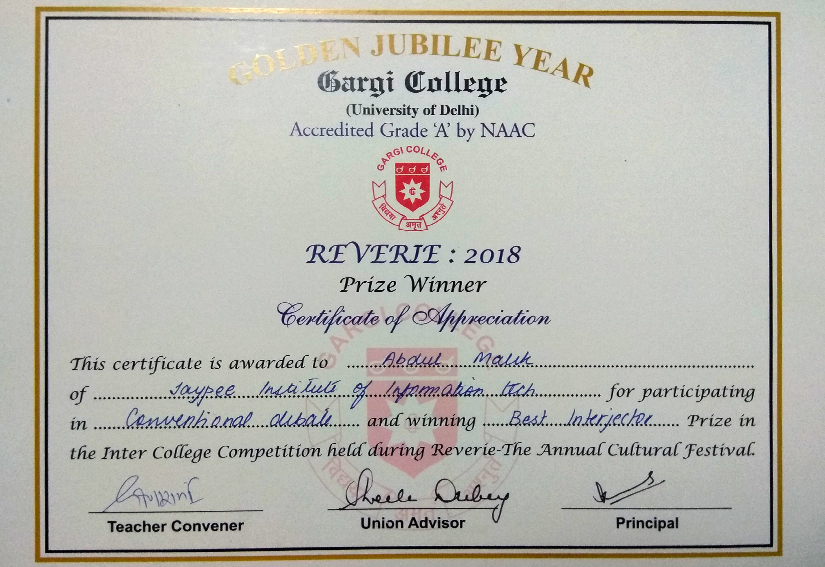 GOLDEN JUBILEE YEAR
Gargi College
(University of Delhi)
Accredited Grade 'A' by NAAC
GARGI COLLEGE
विद्यया अमृतं अश्नुते
REVERIE : 2018
Prize Winner
Certificate of Appreciation
This certificate is awarded to Abdul Malik
of Jaypee Institute of Information Tech for participating
in Conventional debate and winning Best Interjector Prize in
the Inter College Competition held during Reverie-The Annual Cultural Festival.
Sheela Dubey
Teacher Convener Union Advisor Principal